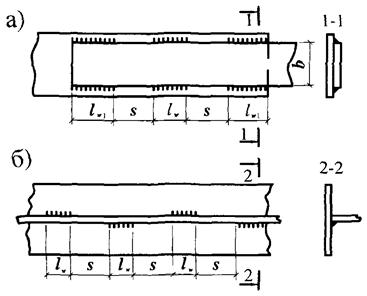 а)
1
1-1
b
l_w1 s l_w s l_w1
1
б)
2
2-2
l_w s l_w s l_w s
2